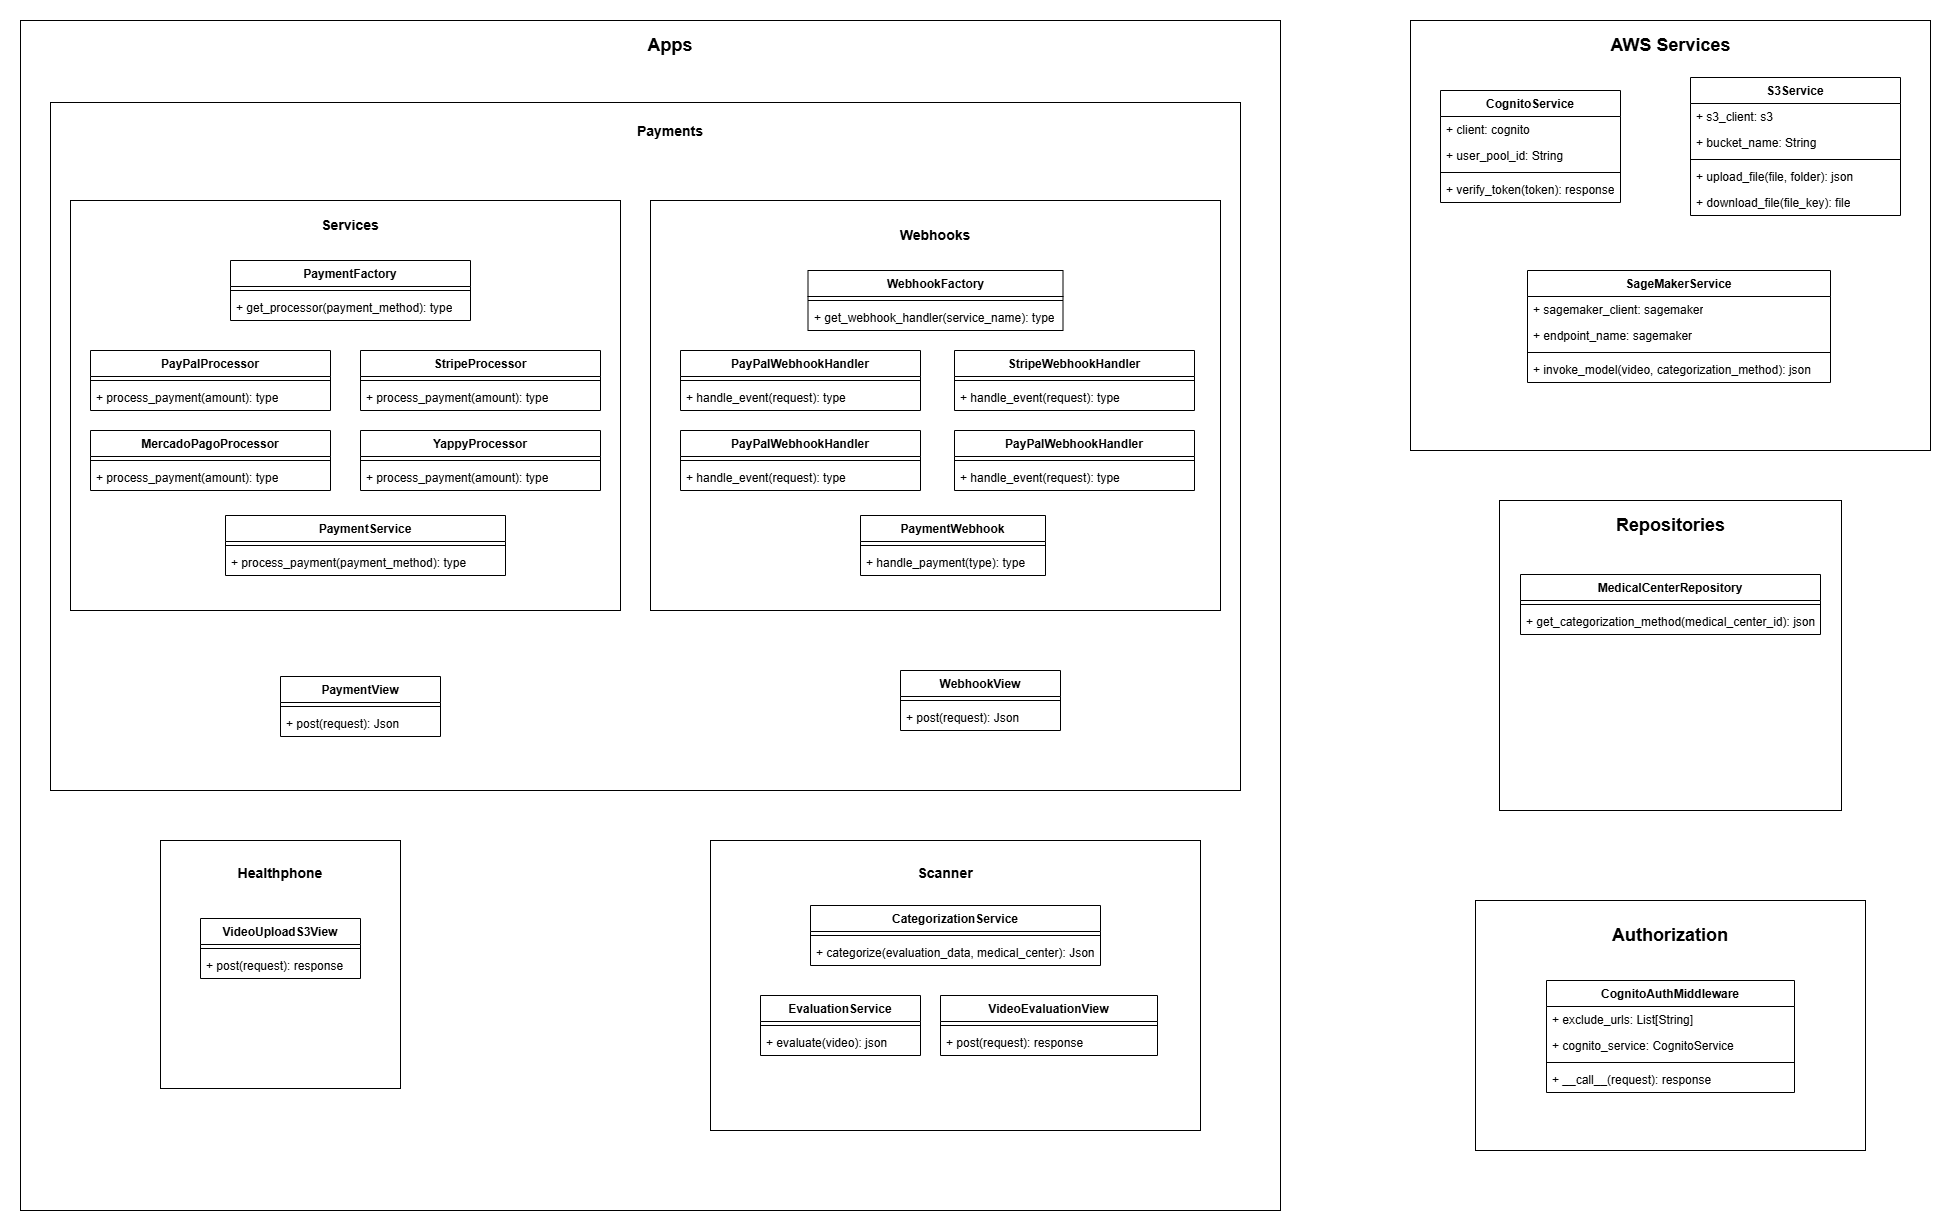 Apps
Payments
Services
PaymentFactory
+ get_processor(payment_method): type
PayPalProcessor
+ process_payment(amount): type
StripeProcessor
+ process_payment(amount): type
MercadoPagoProcessor
+ process_payment(amount): type
YappyProcessor
+ process_payment(amount): type
PaymentService
+ process_payment(payment_method): type
Webhooks
WebhookFactory
+ get_webhook_handler(service_name): type
PayPalWebhookHandler
+ handle_event(request): type
StripeWebhookHandler
+ handle_event(request): type
PayPalWebhookHandler
+ handle_event(request): type
PayPalWebhookHandler
+ handle_event(request): type
PaymentWebhook
+ handle_payment(type): type
PaymentView
+ post(request): Json
WebhookView
+ post(request): Json
Healthphone
VideoUploadS3View
+ post(request): response
Scanner
CategorizationService
+ categorize(evaluation_data, medical_center): Json
EvaluationService
+ evaluate(video): json
VideoEvaluationView
+ post(request): response
AWS Services
CognitoService
+ client: cognito
+ user_pool_id: String
+ verify_token(token): response
S3Service
+ s3_client: s3
+ bucket_name: String
+ upload_file(file, folder): json
+ download_file(file_key): file
SageMakerService
+ sagemaker_client: sagemaker
+ endpoint_name: sagemaker
+ invoke_model(video, categorization_method): json
Repositories
MedicalCenterRepository
+ get_categorization_method(medical_center_id): json
Authorization
CognitoAuthMiddleware
+ exclude_urls: List[String]
+ cognito_service: CognitoService
+ __call__(request): response